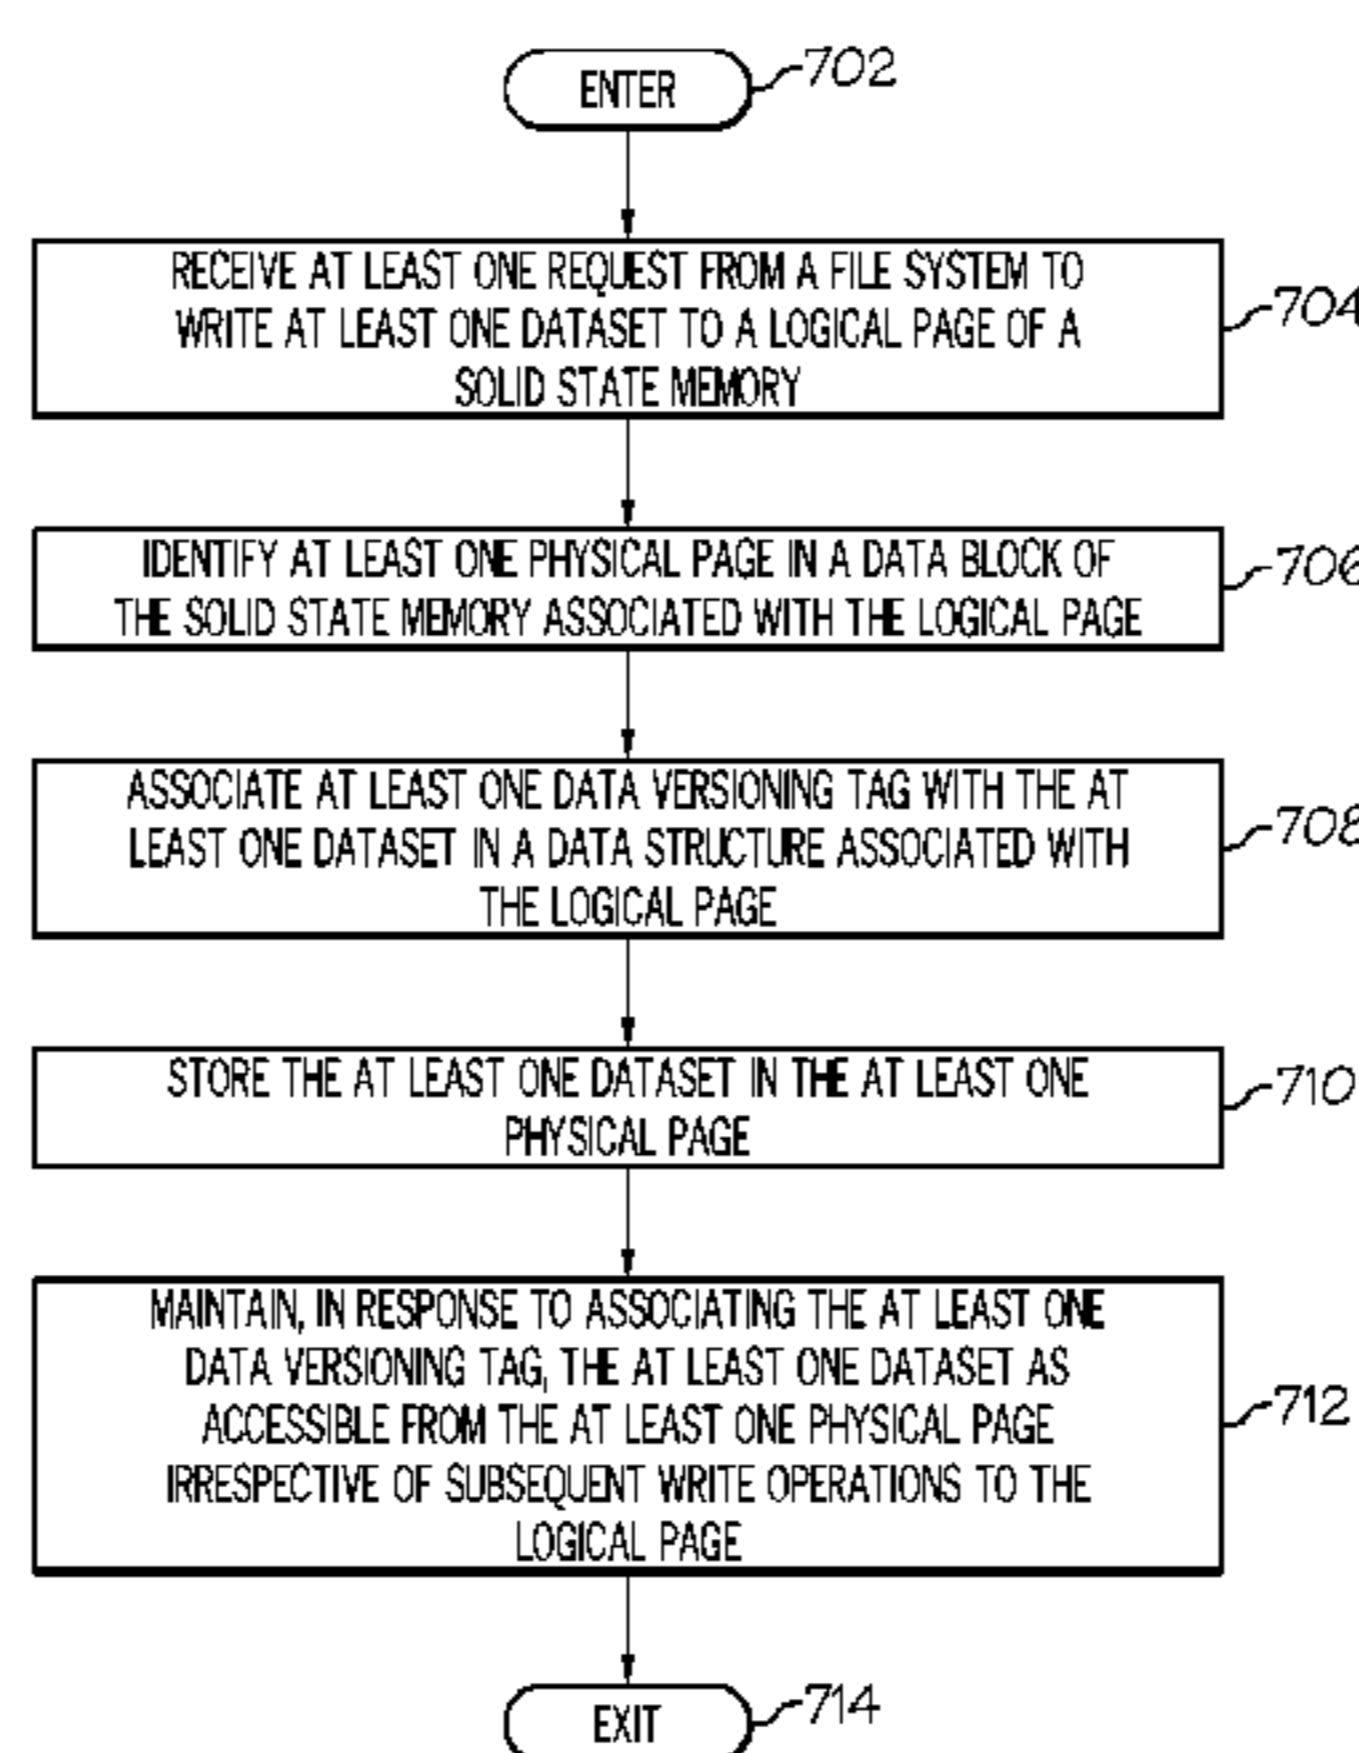 ENTER
702
RECEIVE AT LEAST ONE REQUEST FROM A FILE SYSTEM TO
WRITE AT LEAST ONE DATASET TO A LOGICAL PAGE OF A
SOLID STATE MEMORY
704
IDENTIFY AT LEAST ONE PHYSICAL PAGE IN A DATA BLOCK OF
THE SOLID STATE MEMORY ASSOCIATED WITH THE LOGICAL PAGE
706
ASSOCIATE AT LEAST ONE DATA VERSIONING TAG WITH THE AT
LEAST ONE DATASET IN A DATA STRUCTURE ASSOCIATED WITH
THE LOGICAL PAGE
708
STORE THE AT LEAST ONE DATASET IN THE AT LEAST ONE
PHYSICAL PAGE
710
MAINTAIN, IN RESPONSE TO ASSOCIATING THE AT LEAST ONE
DATA VERSIONING TAG, THE AT LEAST ONE DATASET AS
ACCESSIBLE FROM THE AT LEAST ONE PHYSICAL PAGE
IRRESPECTIVE OF SUBSEQUENT WRITE OPERATIONS TO THE
LOGICAL PAGE
712
EXIT
714